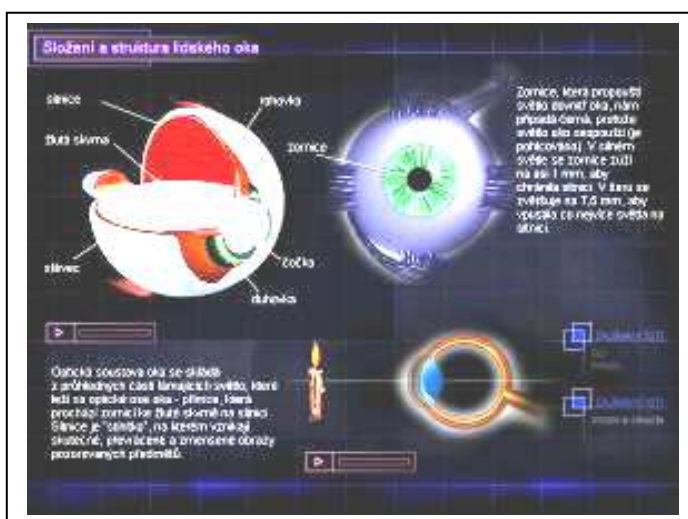 Složení a struktura lidského oka
sítnice
rohovka
žlutá skvrna
zornice
sklivec
čočka
duhovka
Zornice, která propouští
světlo dovnitř oka, nám
připadá černá, protože
světlo oko neopouští (je
pohlcováno). V silném
světle se zornice zúží
na asi 1 mm, aby
chránila sítnici. V šeru se
zvětšuje na 7,5 mm, aby
vpustila co nejvíce světla na
sítnici.
Optická soustava oka se skládá
z průhledných částí lámajících světlo, které
leží na optické ose oka - přímce, která
prochází zornicí ke žluté skvrně na sítnici.
Sítnice je "stínítko", na kterém vznikají
skutečné, převrácené a zmenšené obrazy
pozorovaných předmětů.